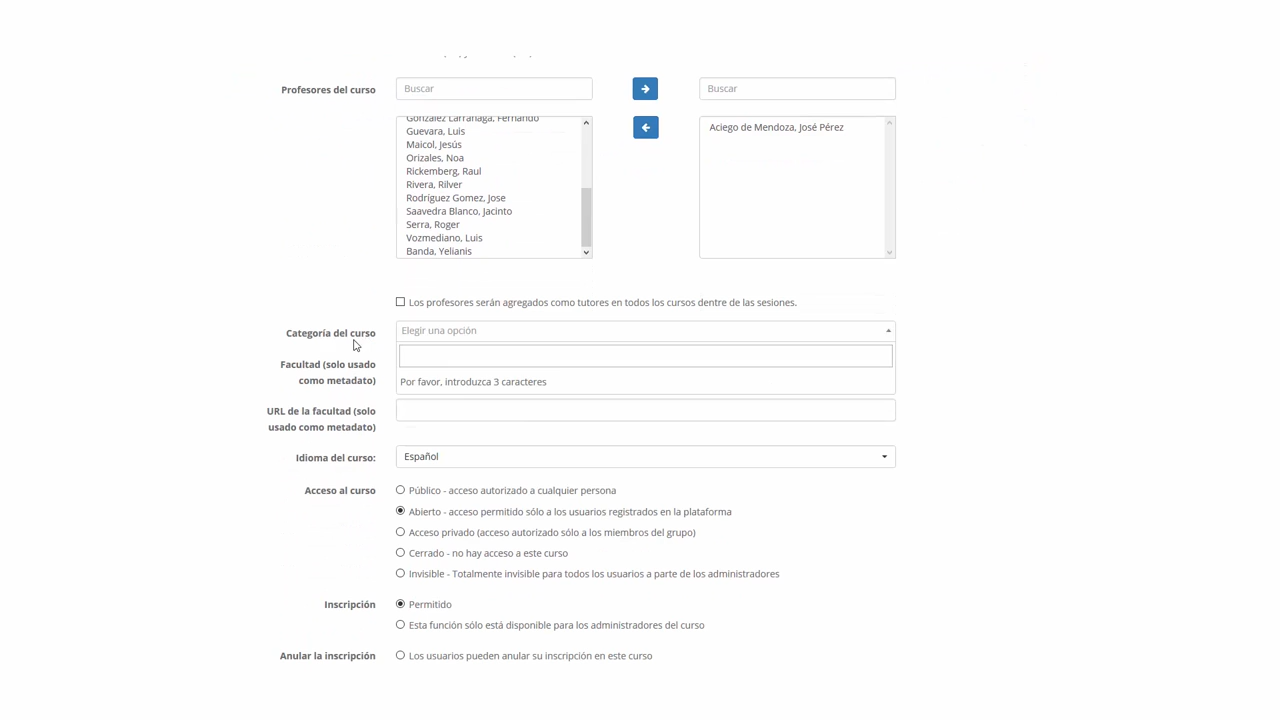 Profesores del curso
Buscar
Buscar
González Larrañaga, Fernando
Guevara, Luis
Maicol, Jesús
Orizales, Noa
Rickemberg, Raul
Rivera, Rilver
Rodríguez Gomez, Jose
Saavedra Blanco, Jacinto
Serra, Roger
Vozmediano, Luis
Banda, Yelianis
Aciego de Mendoza, José Pérez
Los profesores serán agregados como tutores en todos los cursos dentre de las sesiones.
Categoría del curso
Elegir una opción
Por favor, introduzca 3 caracteres
Facultad (solo usado
como metadato)
URL de la facultad (solo
usado como metadato)
Idioma del curso:
Español
Acceso al curso
Público - acceso autorizado a cualquier persona
Abierto - acceso permitido sólo a los usuarios registrados en la plataforma
Acceso privado (acceso autorizado sólo a los miembros del grupo)
Cerrado - no hay acceso a este curso
Invisible - Totalmente invisible para todos los usuarios a parte de los administradores
Inscripción
Permitido
Esta función sólo está disponible para los administradores del curso
Anular la inscripción
Los usuarios pueden anular su inscripción en este curso